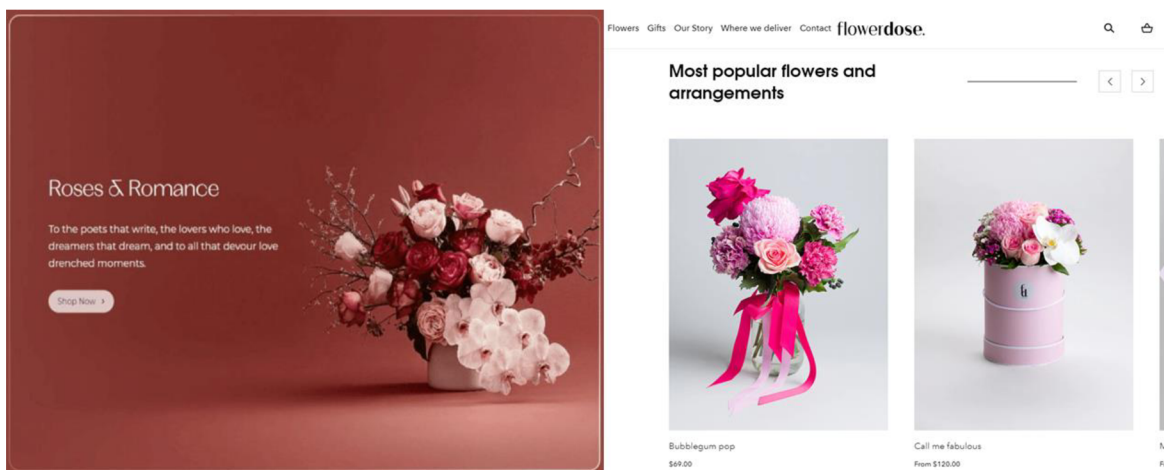 Roses & Romance
To the poets that write, the lovers who love, the
dreamers that dream, and to all that devour love
drenched moments.
Shop Now
Flowers Gifts Our Story Where we deliver Contact flowerdose.
Most popular flowers and
arrangements
fd
Bubblegum pop
$69.00
Call me fabulous
From $120.00